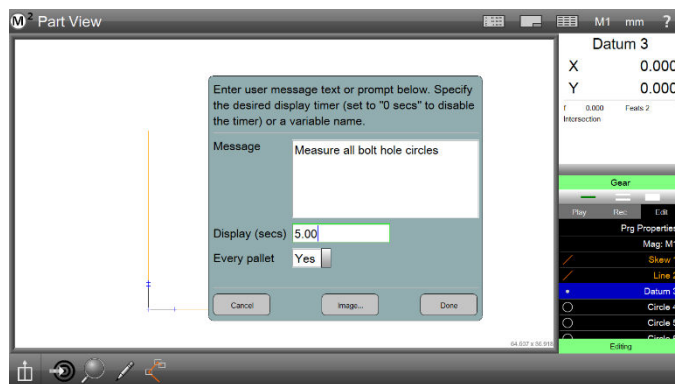 M² Part View
M1 mm ?
Datum 3
X 0.000
Y 0.000
f 0.000 Feats 2
Intersection
Enter user message text or prompt below. Specify
the desired display timer (set to "0 secs" to disable
the timer) or a variable name.
Message
Measure all bolt hole circles
Display (secs) 5.00
Every pallet Yes
Cancel Image... Done
Gear
Play Rec Edit
Prg Properties
Mag: M1
Skew 1
Line 2
Datum 3
Circle 4
Circle 5
Editing